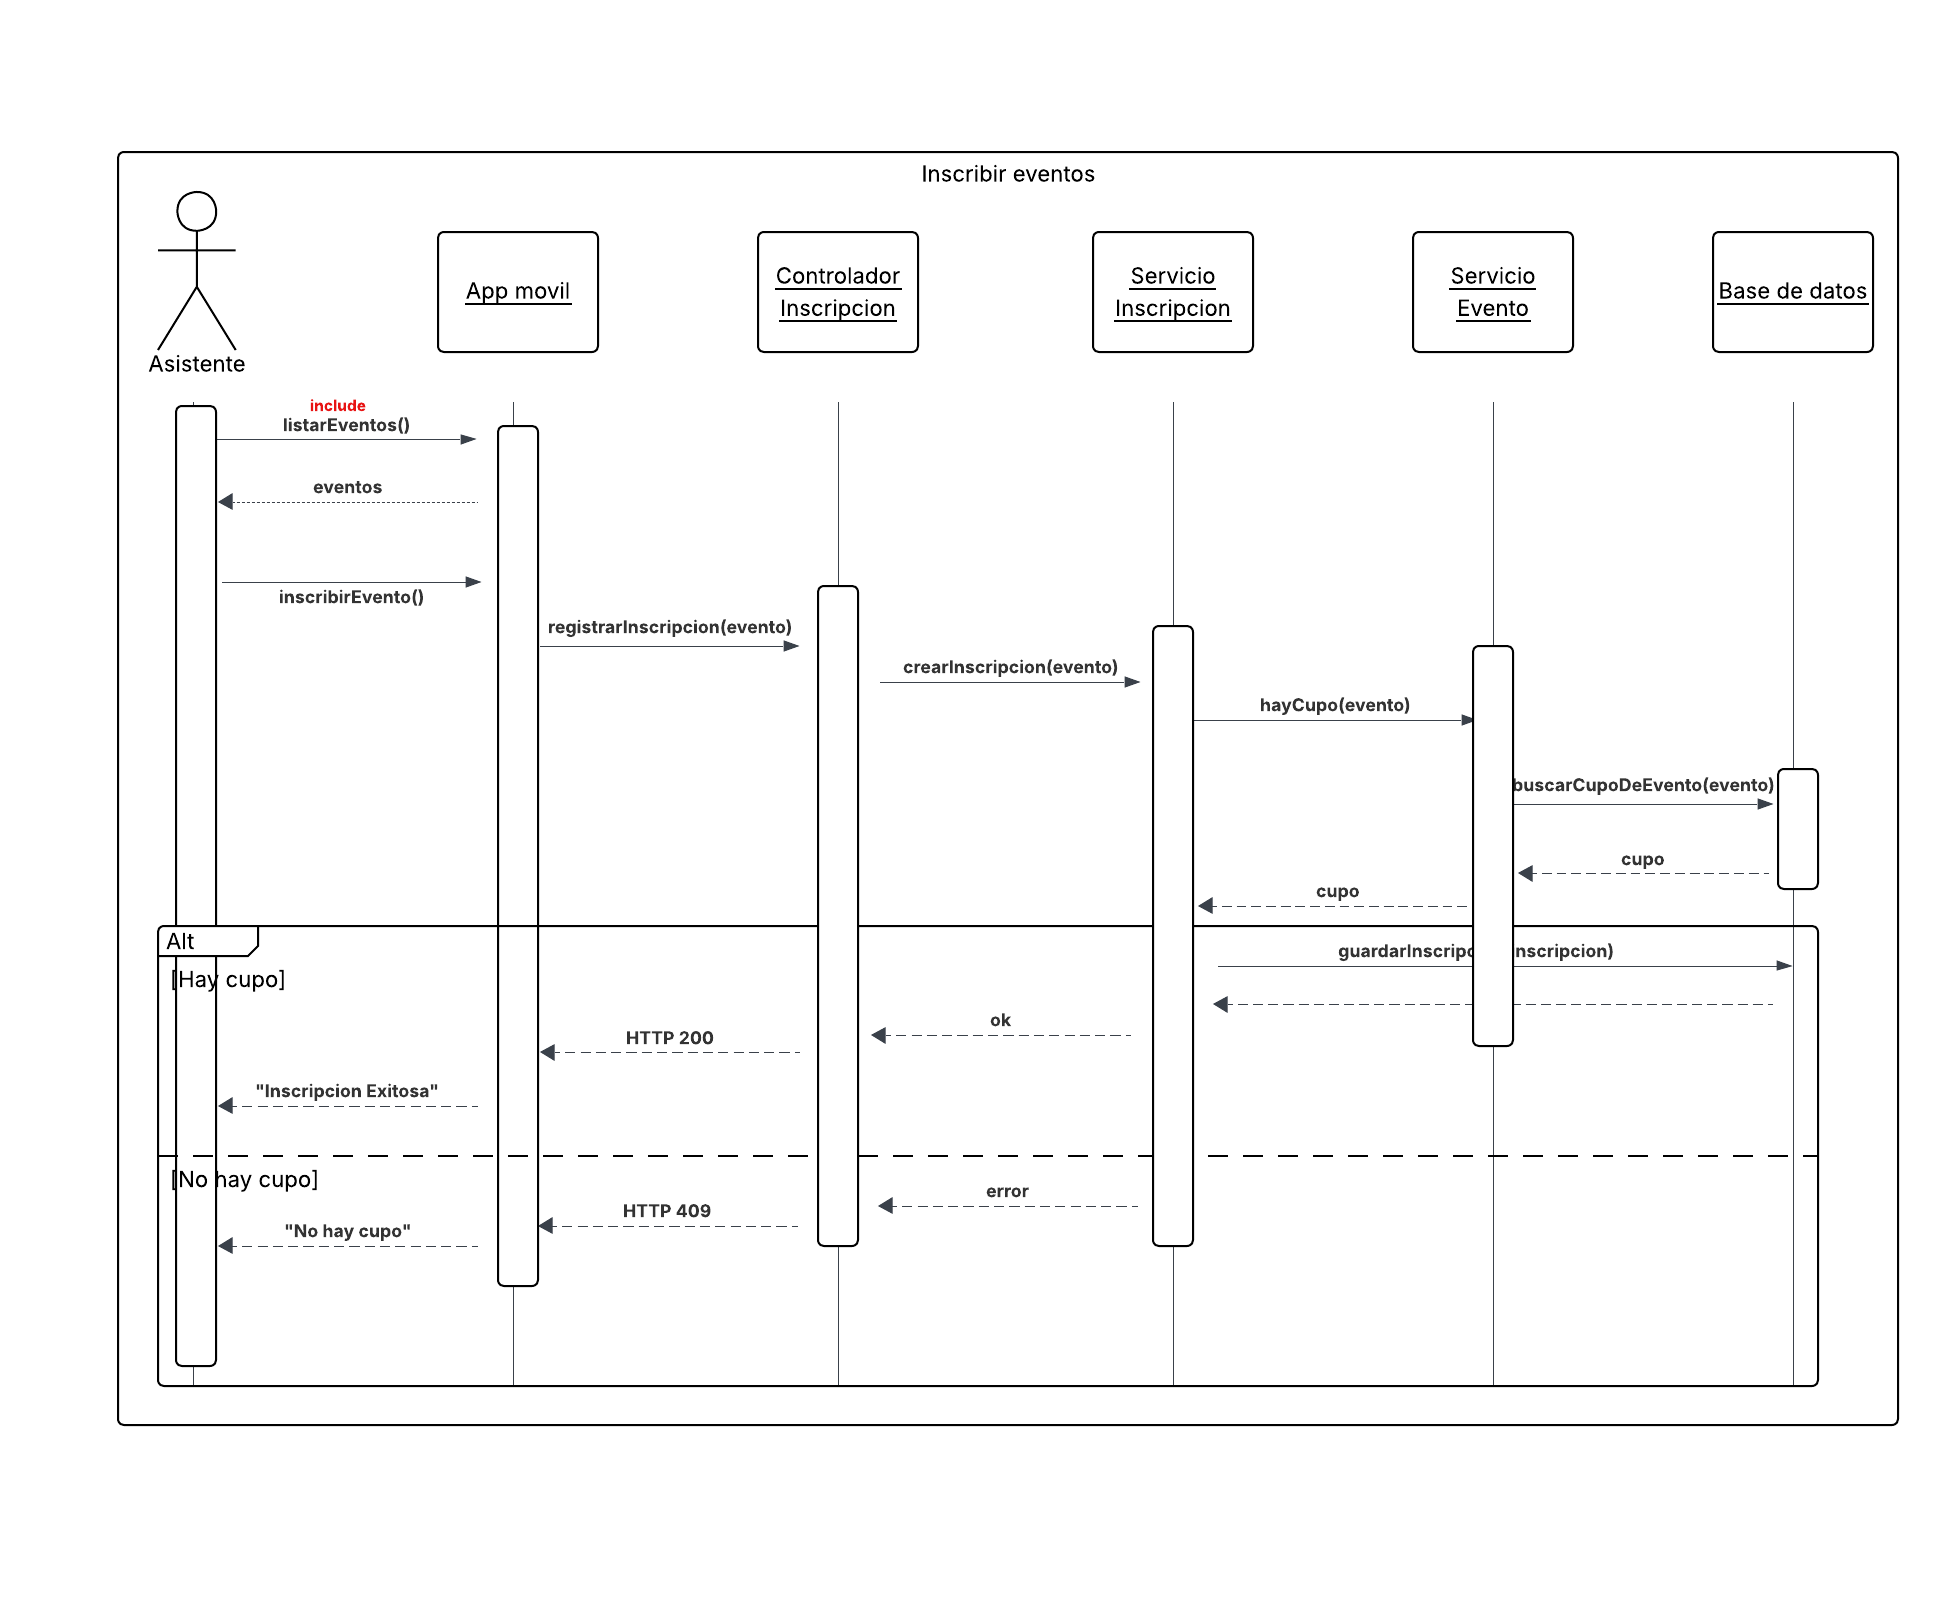 Inscribir eventos
Asistente
App movil
Controlador
Inscripcion
Servicio
Inscripcion
Servicio
Evento
Base de datos
include
listarEventos()
eventos
inscribirEvento()
registrarInscripcion(evento)
crearInscripcion(evento)
hayCupo(evento)
buscarCupoDeEvento(evento)
cupo
cupo
Alt
[Hay cupo]
guardarInscripc nscripcion)
ok
HTTP 200
"Inscripcion Exitosa"
[No hay cupo]
error
HTTP 409
"No hay cupo"